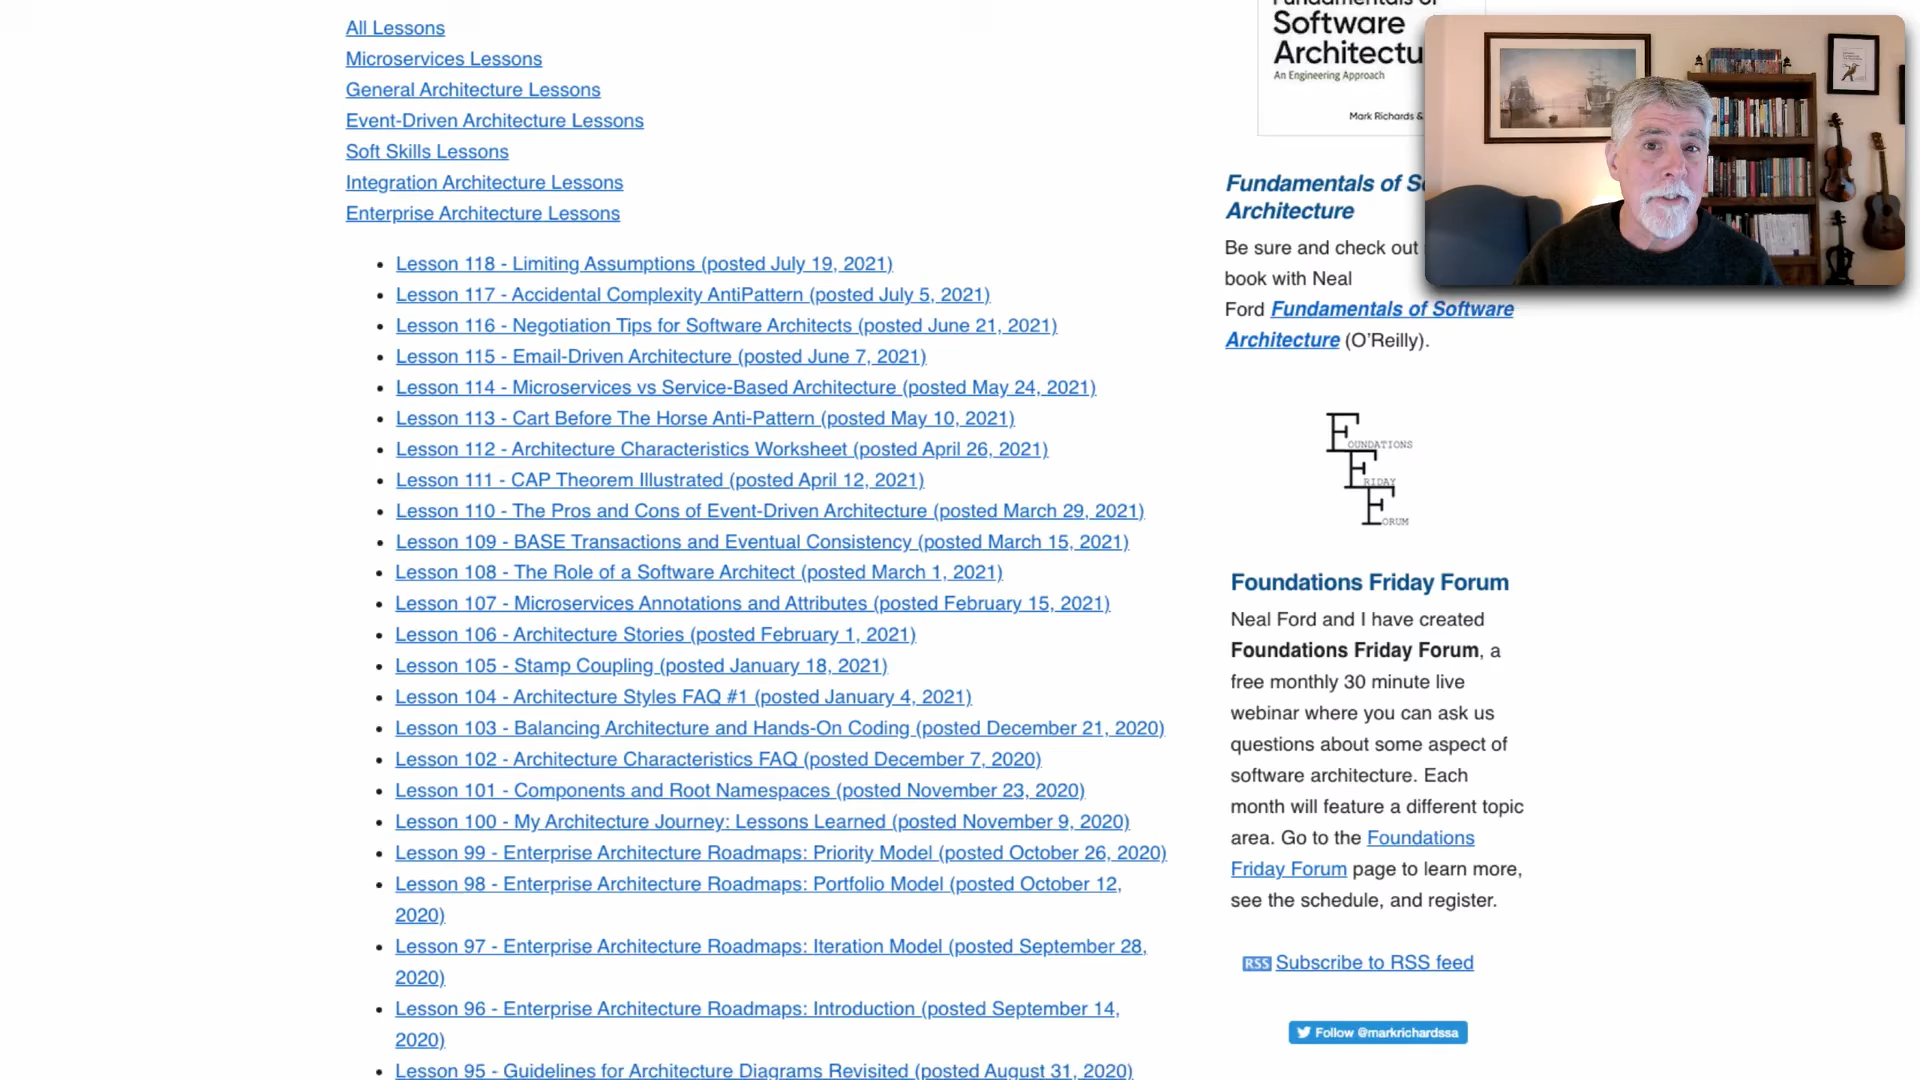 All Lessons
Microservices Lessons
General Architecture Lessons
Event-Driven Architecture Lessons
Soft Skills Lessons
Integration Architecture Lessons
Enterprise Architecture Lessons
Lesson 118 - Limiting Assumptions (posted July 19, 2021)
Lesson 117 - Accidental Complexity AntiPattern (posted July 5, 2021)
Lesson 116 - Negotiation Tips for Software Architects (posted June 21, 2021)
Lesson 115 - Email-Driven Architecture (posted June 7, 2021)
Lesson 114 - Microservices vs Service-Based Architecture (posted May 24, 2021)
Lesson 113 - Cart Before The Horse Anti-Pattern (posted May 10, 2021)
Lesson 112 - Architecture Characteristics Worksheet (posted April 26, 2021)
Lesson 111 - CAP Theorem Illustrated (posted April 12, 2021)
Lesson 110 - The Pros and Cons of Event-Driven Architecture (posted March 29, 2021)
Lesson 109 - BASE Transactions and Eventual Consistency (posted March 15, 2021)
Lesson 108 - The Role of a Software Architect (posted March 1, 2021)
Lesson 107 - Microservices Annotations and Attributes (posted February 15, 2021)
Lesson 106 - Architecture Stories (posted February 1, 2021)
Lesson 105 - Stamp Coupling (posted January 18, 2021)
Lesson 104 - Architecture Styles FAQ #1 (posted January 4, 2021)
Lesson 103 - Balancing Architecture and Hands-On Coding (posted December 21, 2020)
Lesson 102 - Architecture Characteristics FAQ (posted December 7, 2020)
Lesson 101 - Components and Root Namespaces (posted November 23, 2020)
Lesson 100 - My Architecture Journey: Lessons Learned (posted November 9, 2020)
Lesson 99 - Enterprise Architecture Roadmaps: Priority Model (posted October 26, 2020)
Lesson 98 - Enterprise Architecture Roadmaps: Portfolio Model (posted October 12,
2020)
Lesson 97 - Enterprise Architecture Roadmaps: Iteration Model (posted September 28,
2020)
Lesson 96 - Enterprise Architecture Roadmaps: Introduction (posted September 14,
2020)
Lesson 95 - Guidelines for Architecture Diagrams Revisited (posted August 31, 2020)
Fundamentals of
Software
Architectu
An Engineering Approach
Mark Richards &
Fundamentals of S
Architecture
Be sure and check out
book with Neal
Ford Fundamentals of Software
Architecture (O'Reilly).
FOUNDATIONS
FRIDAY
FORUM
Foundations Friday Forum
Neal Ford and I have created
Foundations Friday Forum, a
free monthly 30 minute live
webinar where you can ask us
questions about some aspect of
software architecture. Each
month will feature a different topic
area. Go to the Foundations
Friday Forum page to learn more,
see the schedule, and register.
RSS Subscribe to RSS feed
Follow @markrichardssa